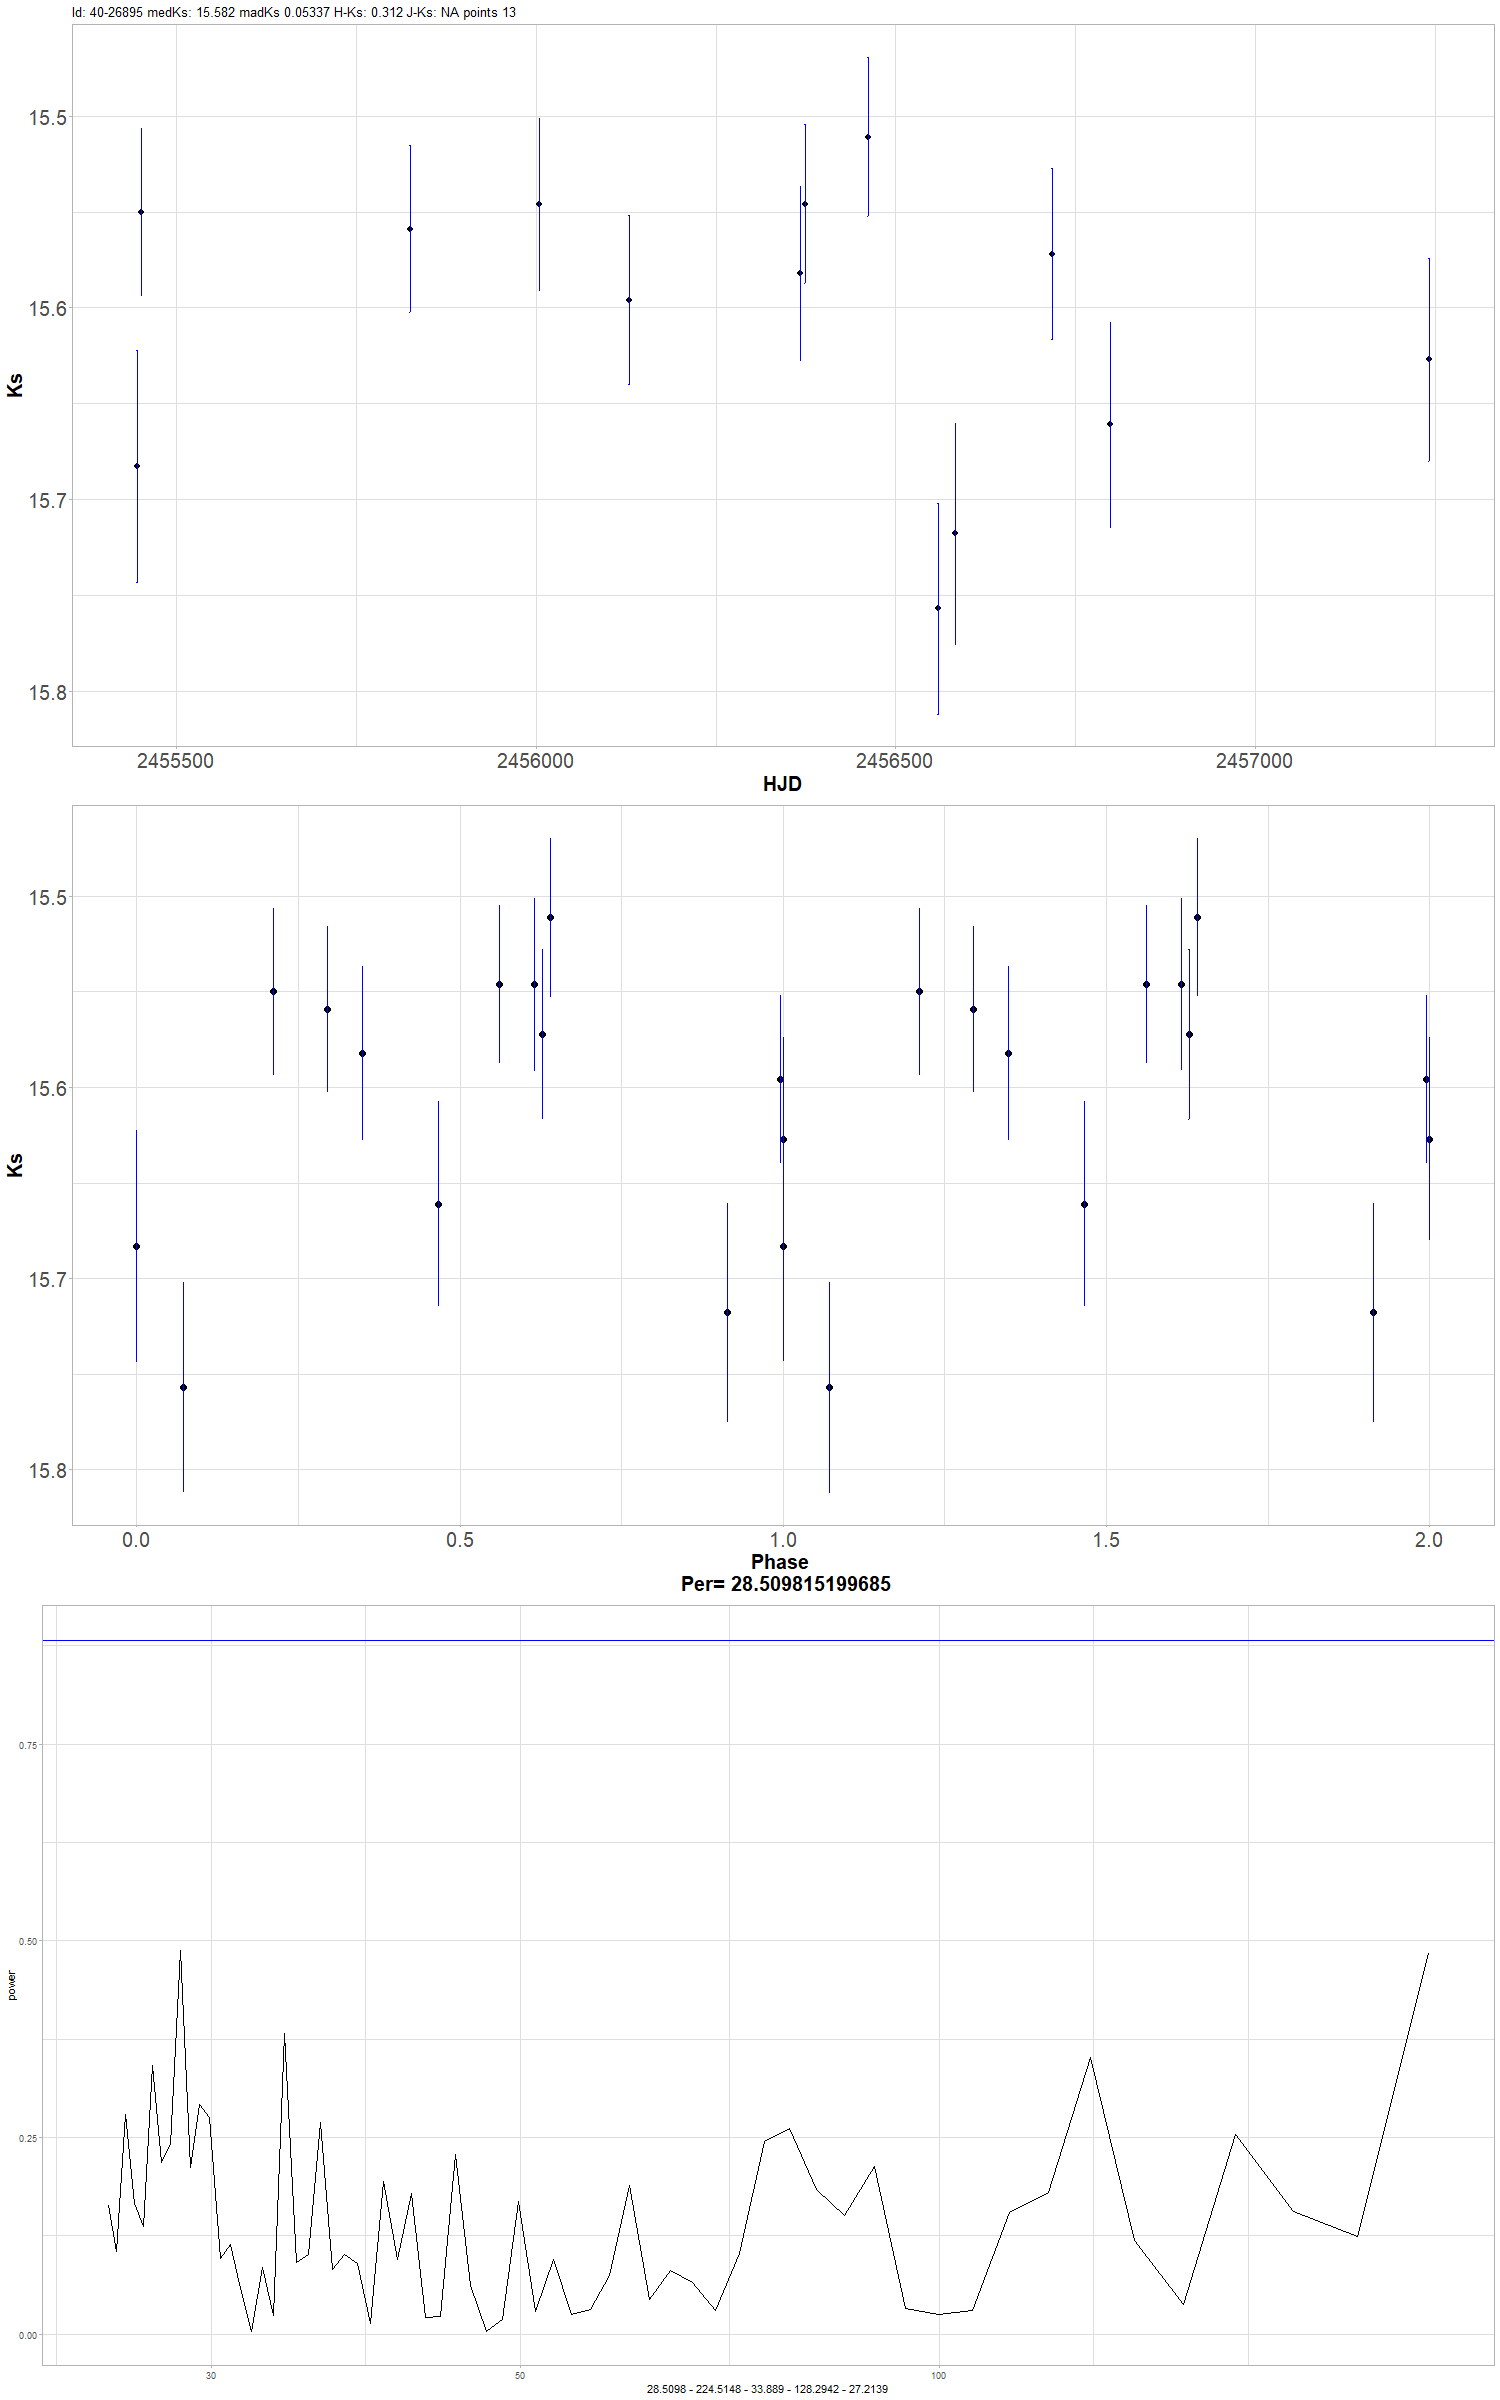 Id: 40-26895 medKs: 15.582 madKs 0.05337 H-Ks: 0.312 J-Ks: NA points 13
15.5
15.6
15.7
15.8
Ks
2455500 2456000 2456500 2457000
HJD
15.5
15.6
15.7
15.8
Ks
0.0 0.5 1.0 1.5 2.0
Phase
Per= 28.509815199685
0.75
0.50
0.25
0.00
power
30 50 100
28.5098 - 224.5148 - 33.889 - 128.2942 - 27.2139